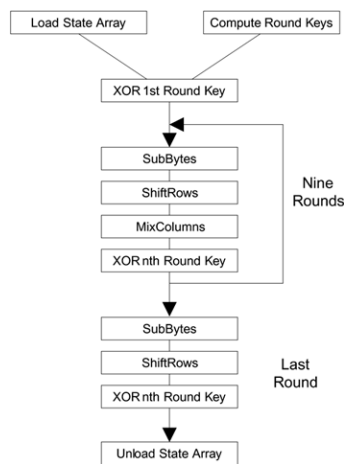 Load State Array
Compute Round Keys
XOR 1st Round Key
SubBytes
ShiftRows
MixColumns
XOR nth Round Key
Nine
Rounds
SubBytes
ShiftRows
XOR nth Round Key
Last
Round
Unload State Array